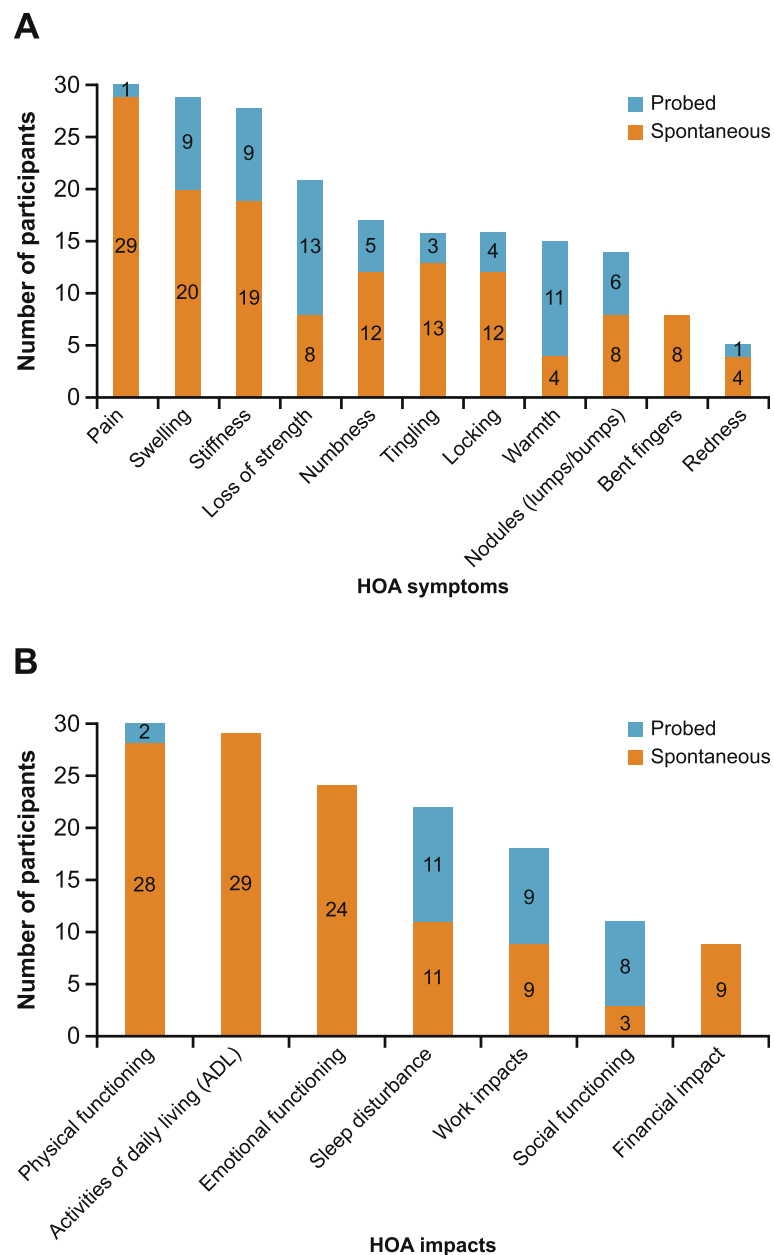 A
Number of participants
30
25
20
15
10
5
0
Probed
Spontaneous
1
29
9
20
9
19
13
8
5
12
3
13
4
12
11
4
6
8
8
1
4
Pain
Swelling
Stiffness
Loss of strength
Numbness
Tingling
Locking
Warmth
Nodules (lumps/bumps)
Bent fingers
Redness
HOA symptoms
B
Number of participants
30
25
20
15
10
5
0
Probed
Spontaneous
2
28
29
24
11
11
9
9
8
3
9
Physical functioning
Activities of daily living (ADL)
Emotional functioning
Sleep disturbance
Work impacts
Social functioning
Financial impact
HOA impacts